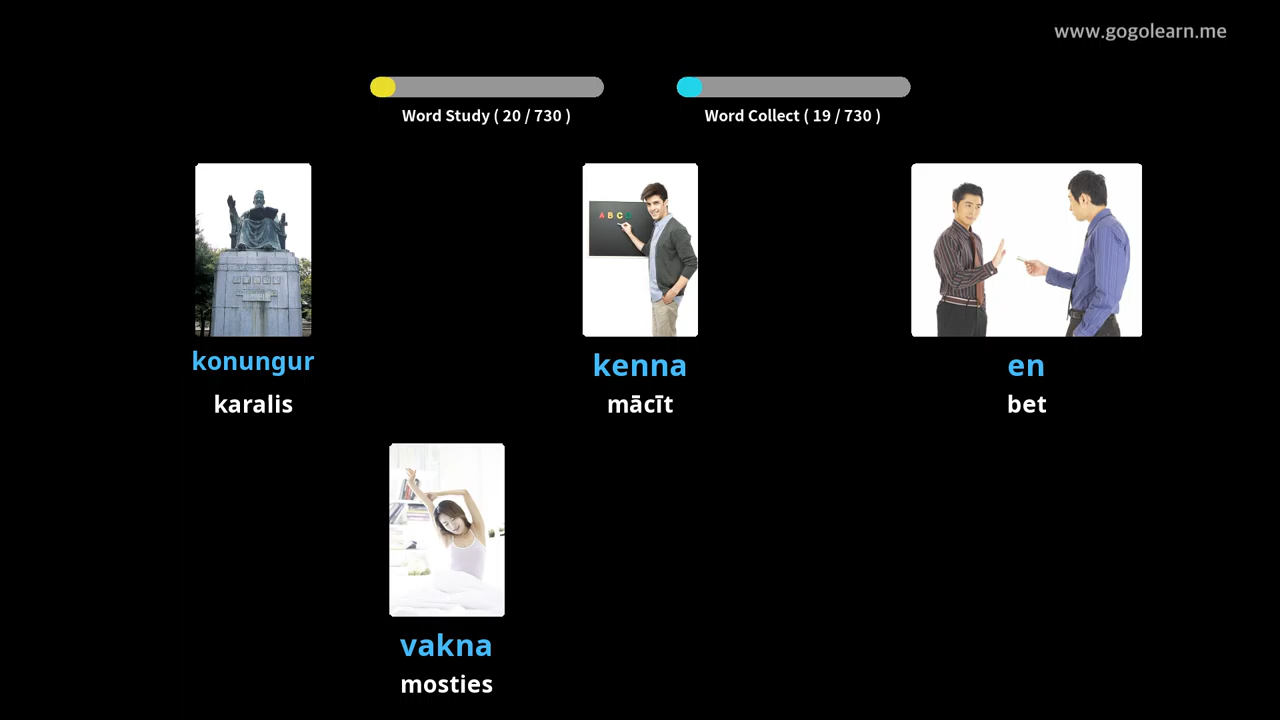 www.gogolearn.me
Word Study ( 20 / 730 )
Word Collect ( 19 / 730 )
A B C
konungur
karalis
kenna
mācīt
en
bet
vakna
mosties